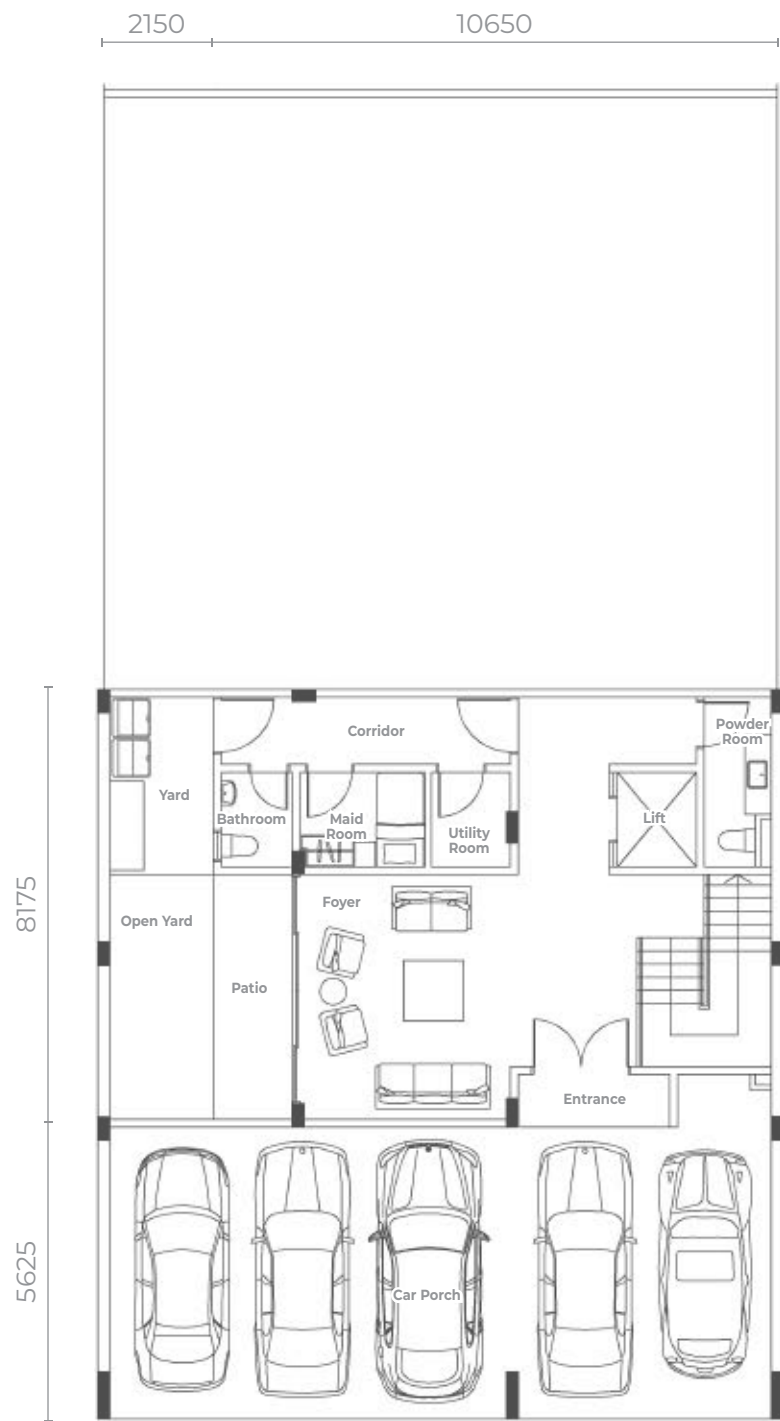 2150
10650
Corridor
Powder
Room
Yard
Bathroom
Maid
Room
Utility
Room
Lift
Foyer
Open Yard
Patio
8175
Entrance
Car Porch
5625